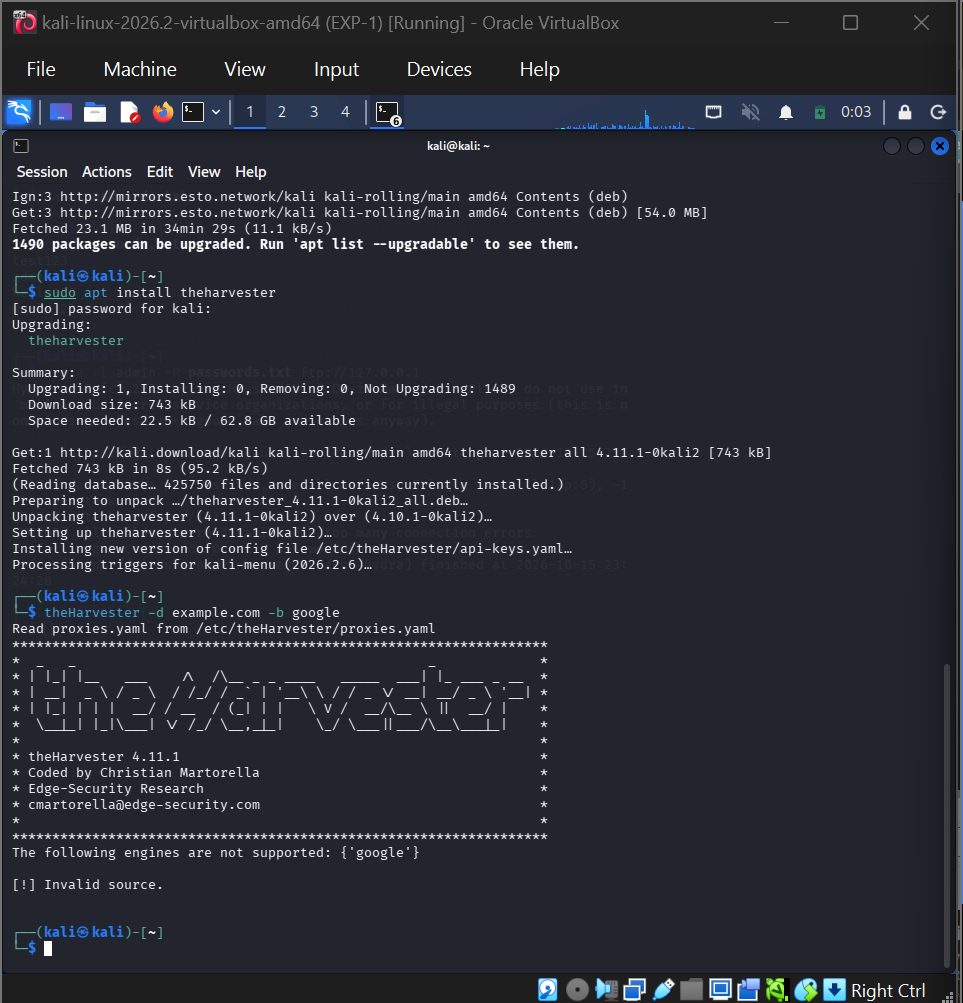 kali-linux-2026.2-virtualbox-amd64 (EXP-1) [Running] - Oracle VirtualBox
File Machine View Input Devices Help
1 2 3 4 6 0:03
kali@kali: ~
Session Actions Edit View Help
Ign:3 http://mirrors.esto.network/kali kali-rolling/main amd64 Contents (deb)
Get:3 http://mirrors.esto.network/kali kali-rolling/main amd64 Contents (deb) [54.0 MB]
Fetched 23.1 MB in 34min 29s (11.1 kB/s)
1490 packages can be upgraded. Run 'apt list --upgradable' to see them.
┌──(kali㉿kali)-[~]
└─$ sudo apt install theharvester
[sudo] password for kali:
Upgrading:
theharvester
Summary:
Upgrading: 1, Installing: 0, Removing: 0, Not Upgrading: 1489
Download size: 743 kB
Space needed: 22.5 kB / 62.8 GB available
Get:1 http://kali.download/kali kali-rolling/main amd64 theharvester all 4.11.1-0kali2 [743 kB]
Fetched 743 kB in 8s (95.2 kB/s)
(Reading database… 425750 files and directories currently installed.)
Preparing to unpack …/theharvester_4.11.1-0kali2_all.deb…
Unpacking theharvester (4.11.1-0kali2) over (4.10.1-0kali2)…
Setting up theharvester (4.11.1-0kali2)…
Installing new version of config file /etc/theHarvester/api-keys.yaml…
Processing triggers for kali-menu (2026.2.6)…
┌──(kali㉿kali)-[~]
└─$ theHarvester -d example.com -b google
Read proxies.yaml from /etc/theHarvester/proxies.yaml
*******************************************************************
theHarvester
* theHarvester 4.11.1 *
* Coded by Christian Martorella *
* Edge-Security Research *
* cmartorella@edge-security.com *
* *
*******************************************************************
The following engines are not supported: {'google'}
[!] Invalid source.
┌──(kali㉿kali)-[~]
└─$
Right Ctrl